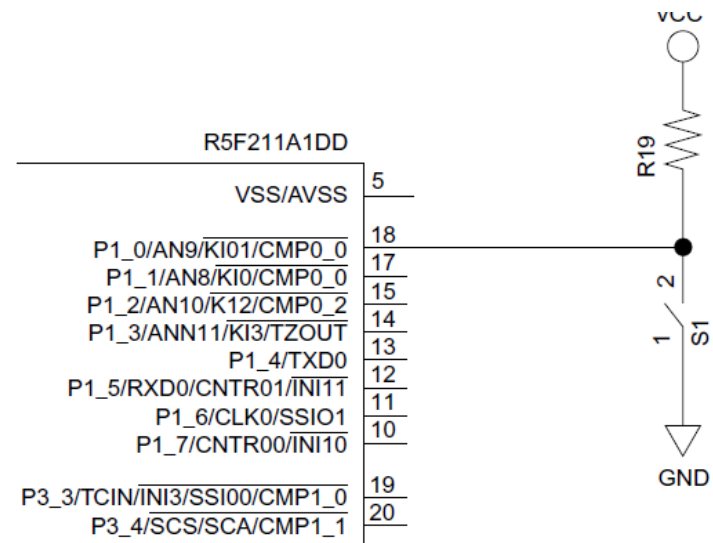 VCC
R5F211A1DD
R19
VSS/AVSS 5
P1_0/AN9/KI01/CMP0_0 18
P1_1/AN8/KI0/CMP0_0 17
P1_2/AN10/K12/CMP0_2 15
P1_3/ANN11/KI3/TZOUT 14
P1_4/TXD0 13
P1_5/RXD0/CNTR01/INI11 12
P1_6/CLK0/SSIO1 11
P1_7/CNTR00/INI10 10
2
1
S1
GND
P3_3/TCIN/INI3/SSI00/CMP1_0 19
P3_4/SCS/SCA/CMP1_1 20